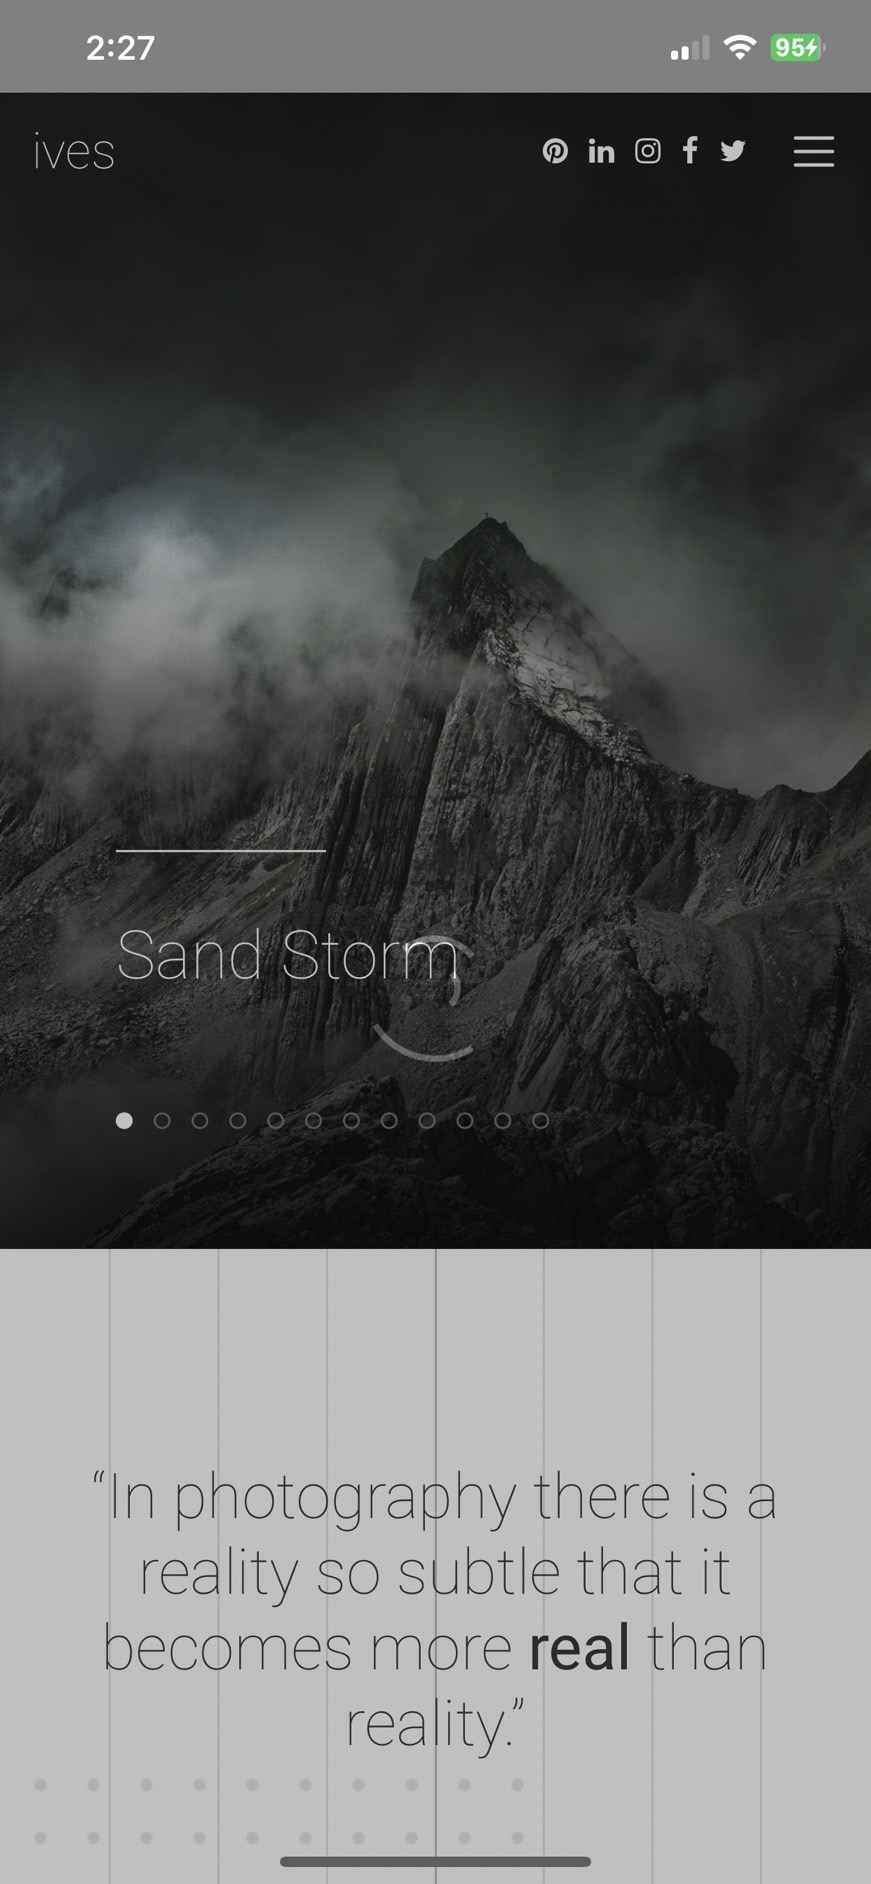 2:27
95
ives
Sand Storm
“In photography there is a
reality so subtle that it
becomes more real than
reality.”